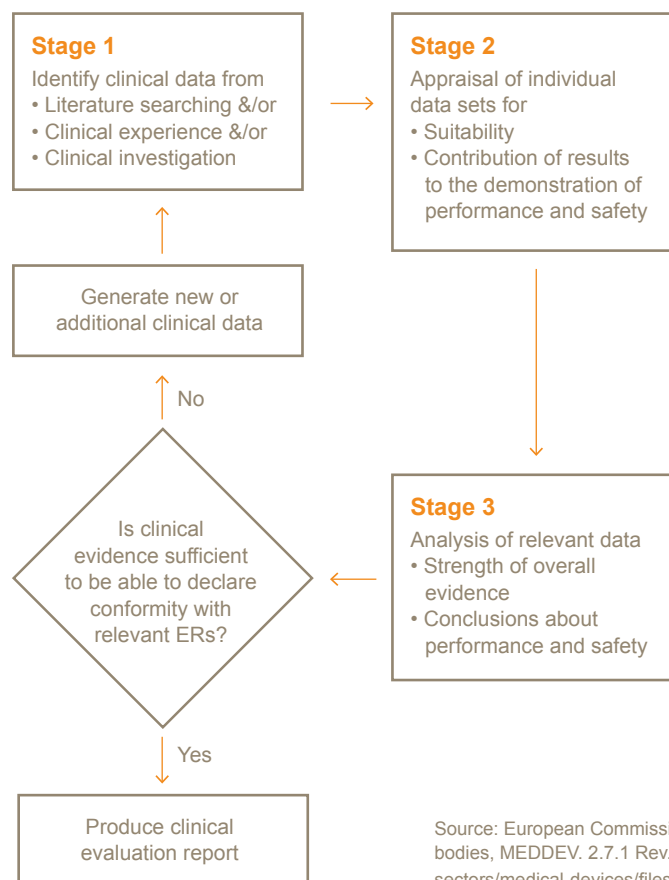 Stage 1
Identify clinical data from
• Literature searching &/or
• Clinical experience &/or
• Clinical investigation
Stage 2
Appraisal of individual
data sets for
• Suitability
• Contribution of results
to the demonstration of
performance and safety
Generate new or
additional clinical data
No
Is clinical
evidence sufficient
to be able to declare
conformity with
relevant ERs?
Stage 3
Analysis of relevant data
• Strength of overall
evidence
• Conclusions about
performance and safety
Yes
Produce clinical
evaluation report
Source: European Commissi
bodies, MEDDEV. 2.7.1 Rev.
sectors/medical-devices/files